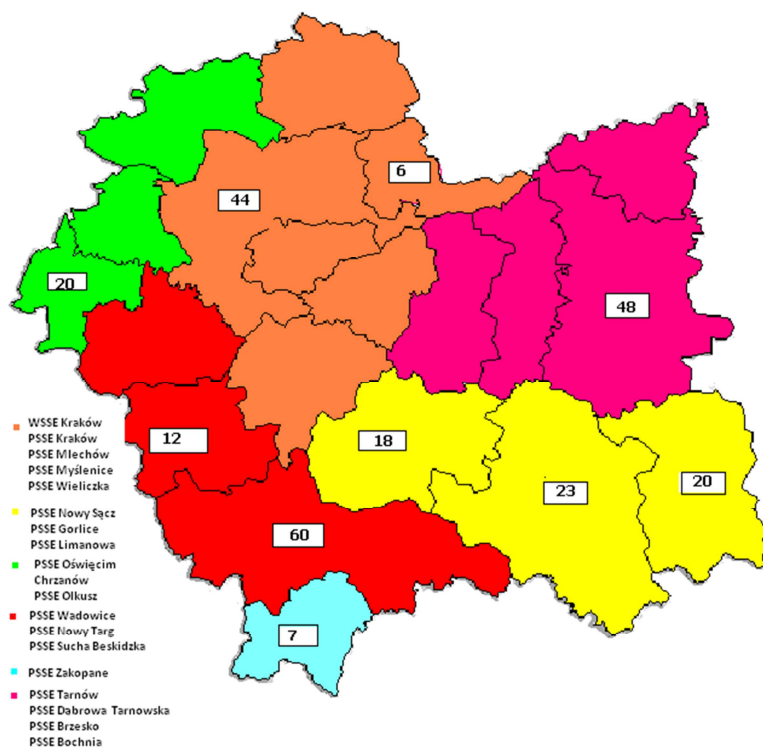 6
44
20
48
12
18
23
20
60
7
WSSE Kraków
PSSE Kraków
PSSE Miechów
PSSE Myślenice
PSSE Wieliczka
PSSE Nowy Sącz
PSSE Gorlice
PSSE Limanowa
PSSE Oświęcim
Chrzanów
PSSE Olkusz
PSSE Wadowice
PSSE Nowy Targ
PSSE Sucha Beskidzka
PSSE Zakopane
PSSE Tarnów
PSSE Dabrowa Tarnowska
PSSE Brzesko
PSSE Bochnia